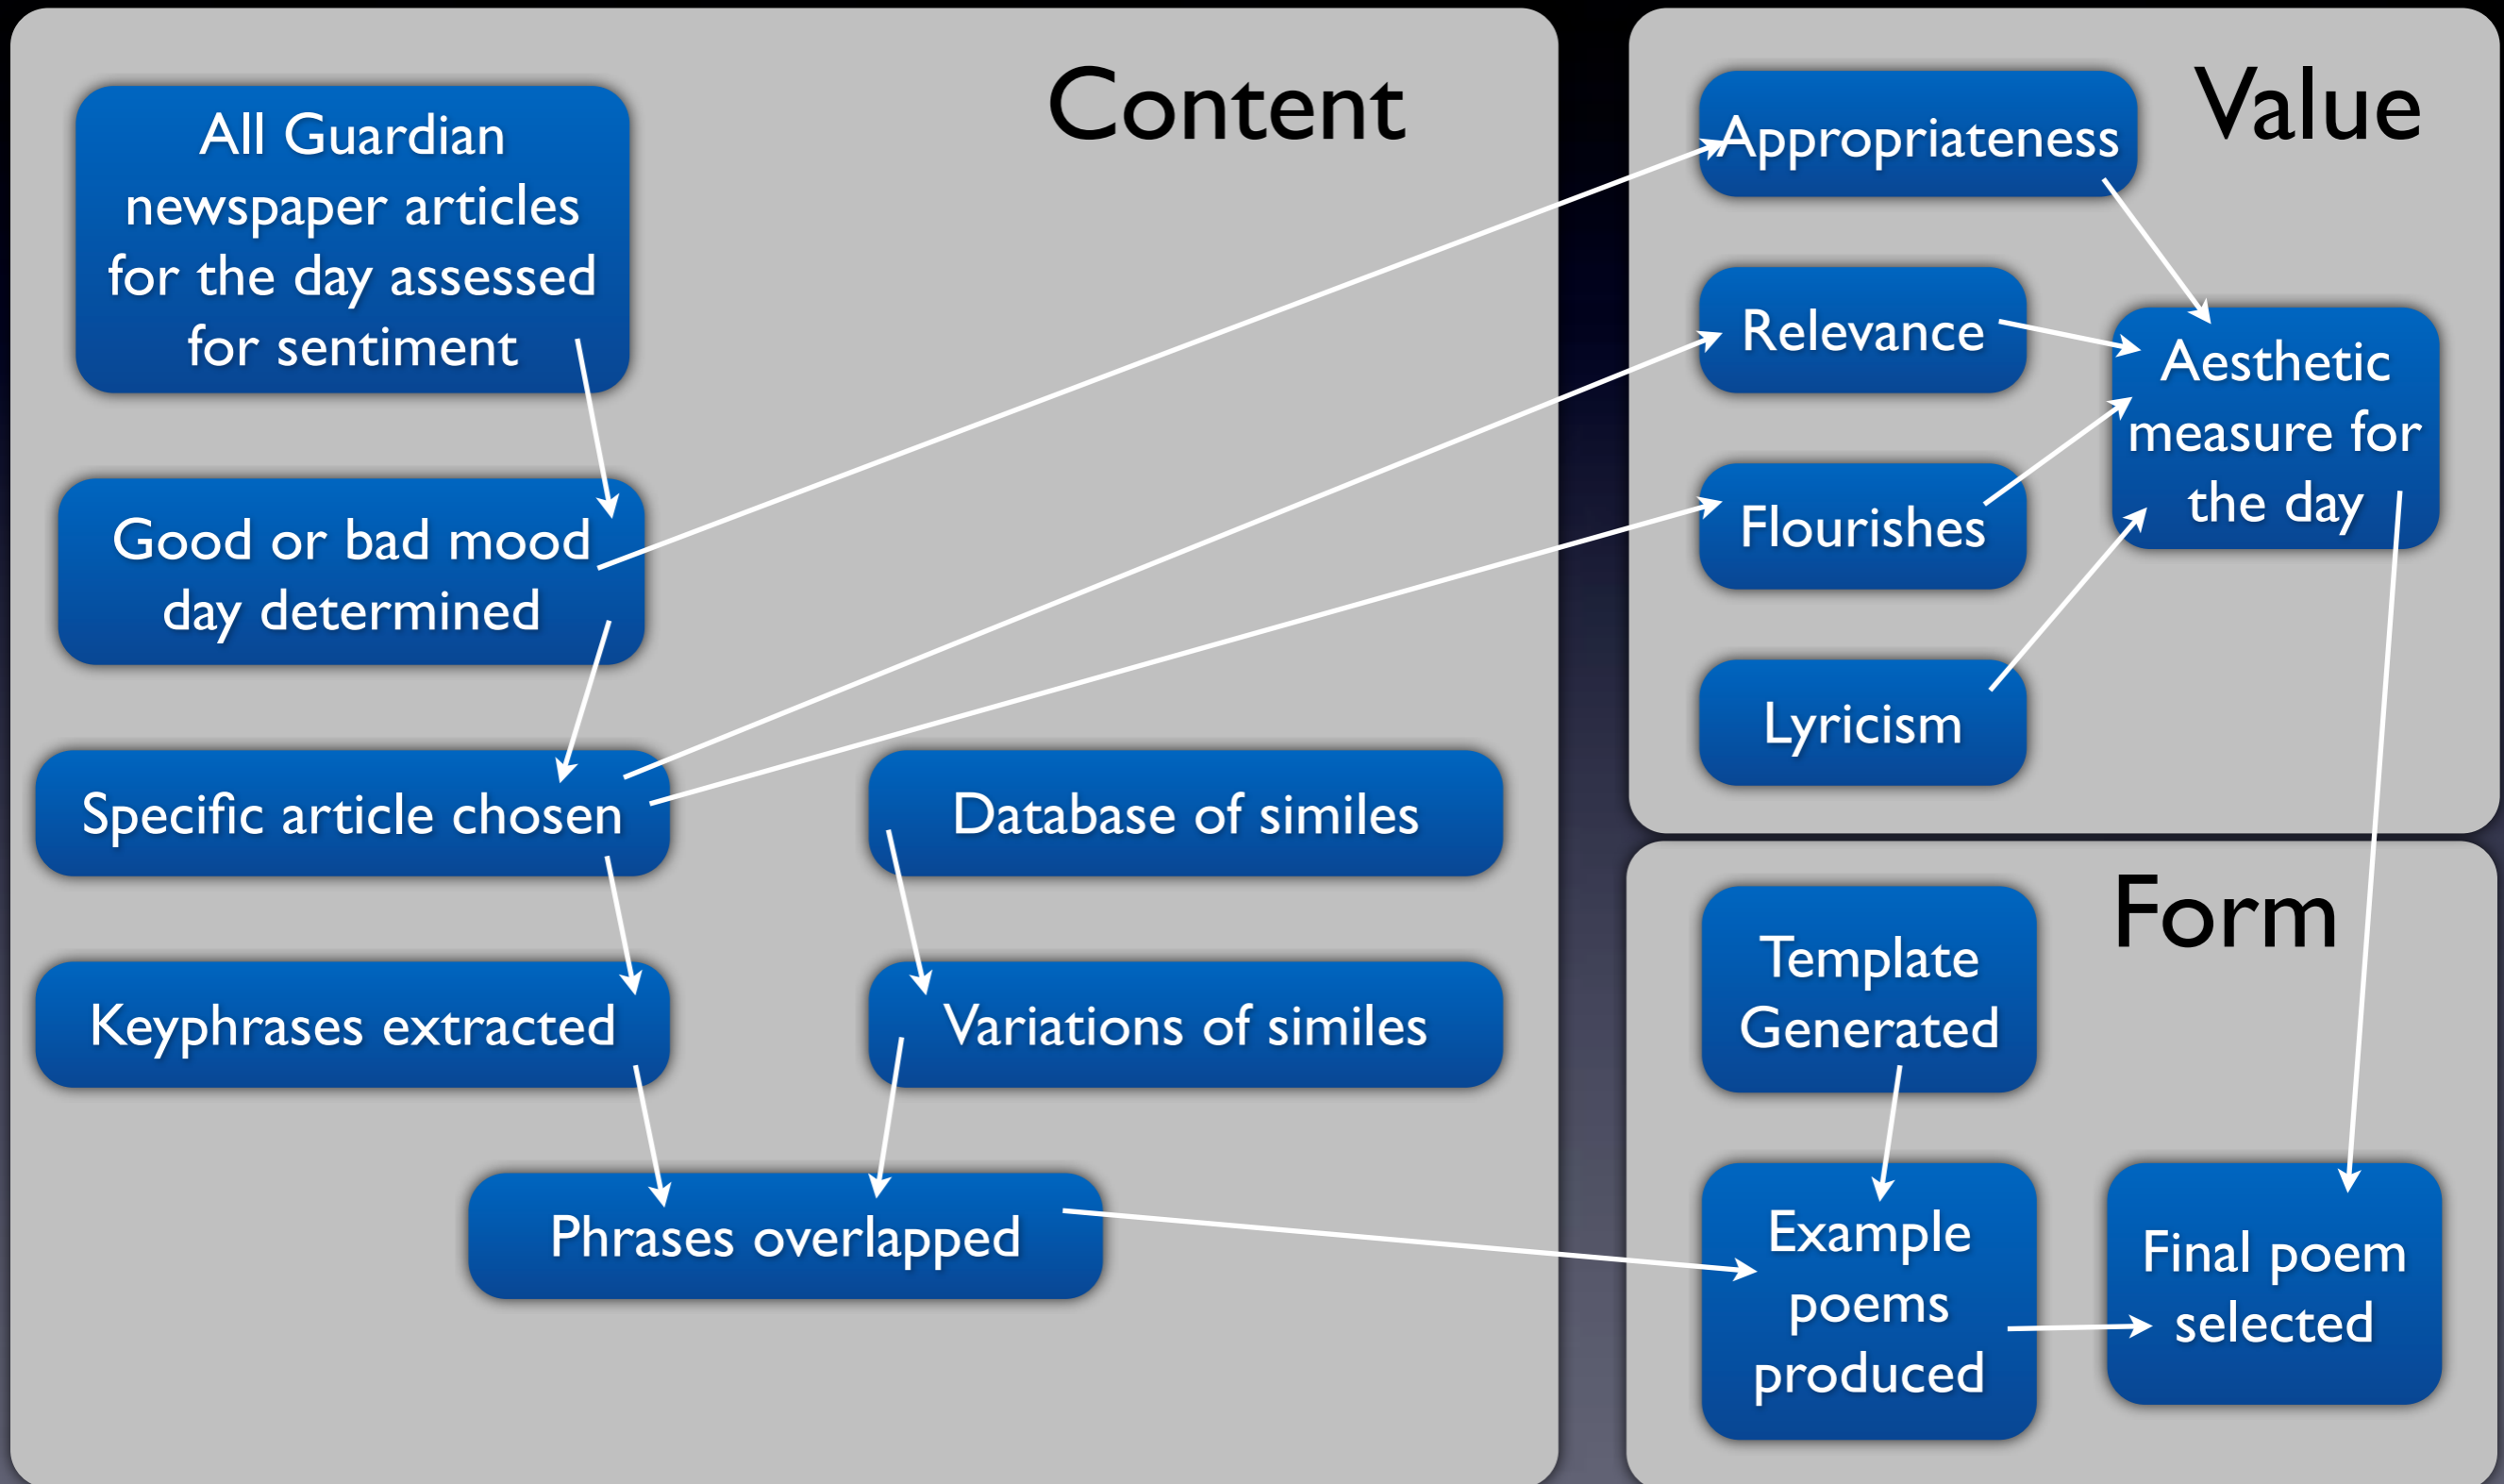 Content
All Guardian
newspaper articles
for the day assessed
for sentiment
Good or bad mood
day determined
Specific article chosen
Database of similes
Keyphrases extracted
Variations of similes
Phrases overlapped
Value
Appropriateness
Relevance
Flourishes
Lyricism
Aesthetic
measure for
the day
Form
Template
Generated
Example
poems
produced
Final poem
selected